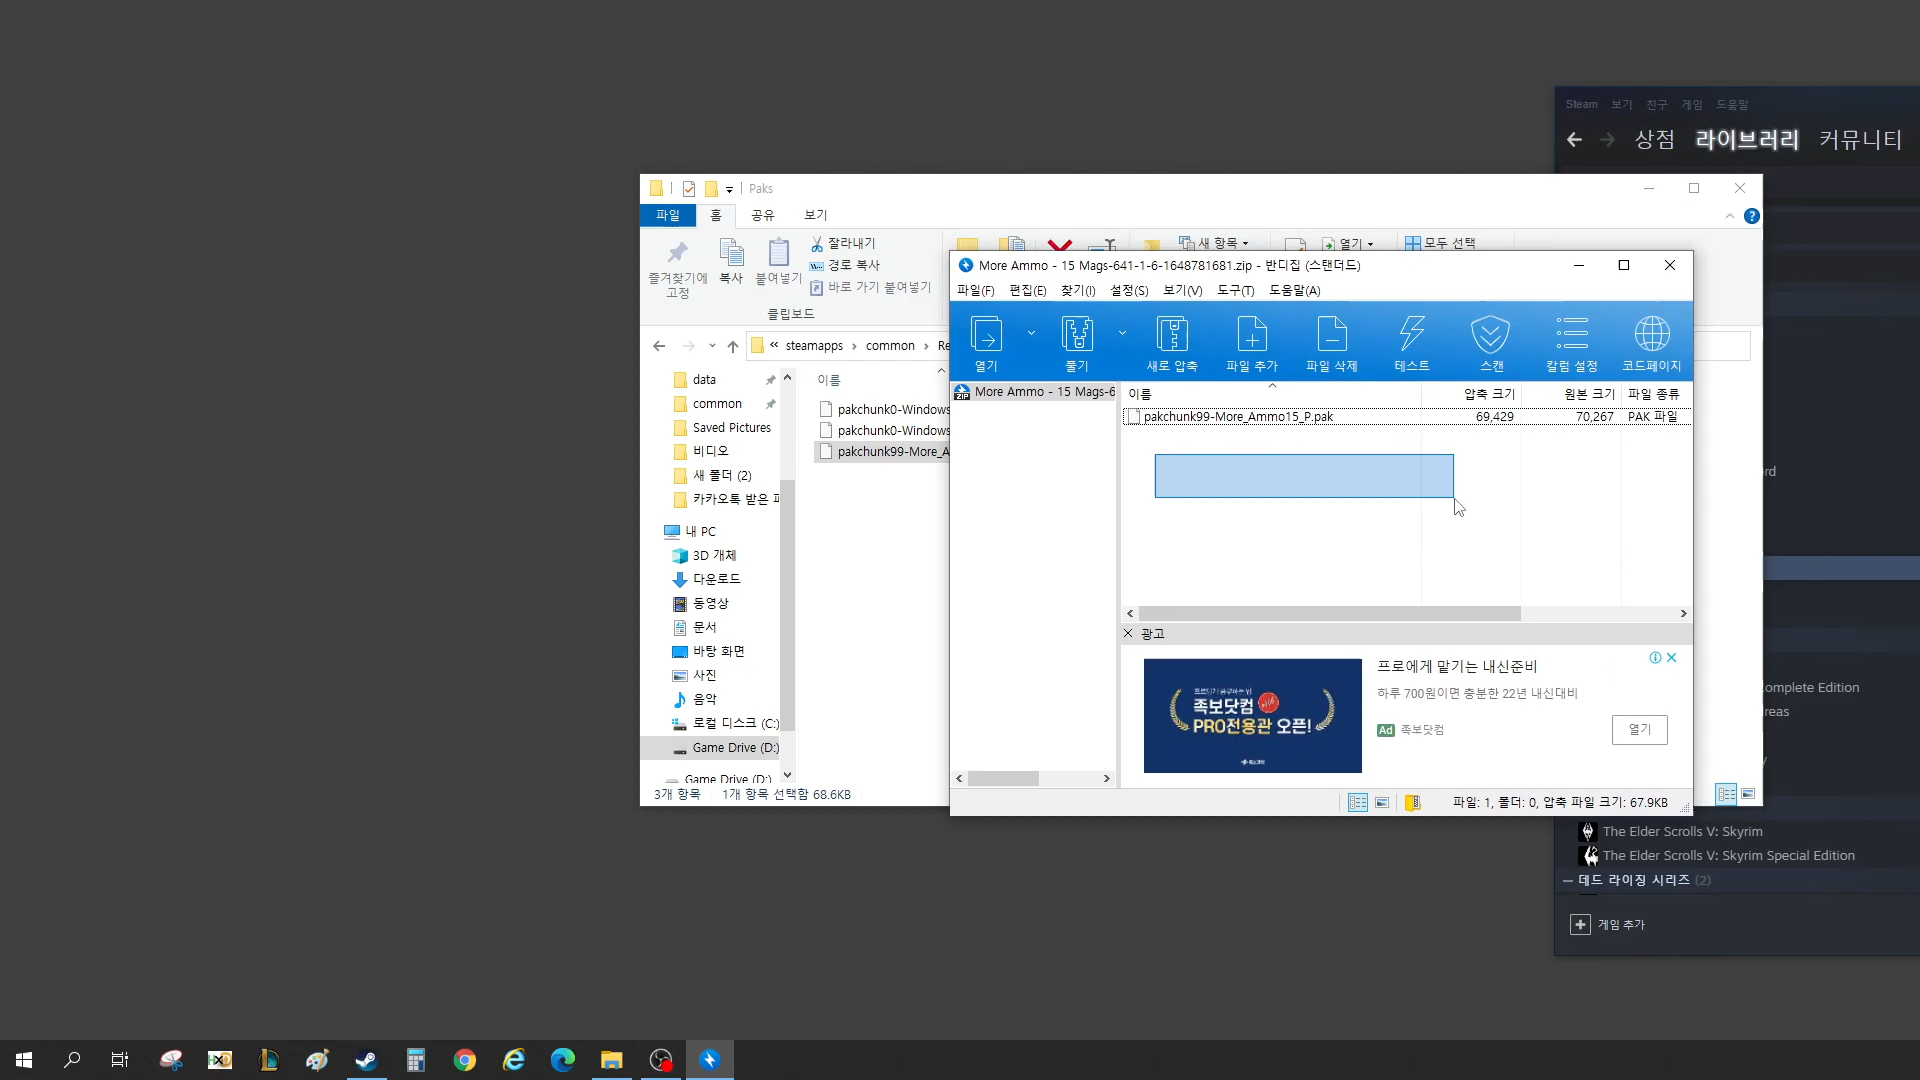 Steam 보기 친구 게임 도움말
상점 라이브러리 커뮤니티
Paks
파일 홈 공유 보기
즐겨찾기에 고정
복사
붙여넣기
잘라내기
경로 복사
바로 가기 붙여넣기
클립보드
새 항목
열기
모두 선택
« steamapps › common › Re
data
common
Saved Pictures
비디오
새 폴더 (2)
카카오톡 받은
내 PC
3D 개체
다운로드
동영상
문서
바탕 화면
사진
음악
로컬 디스크 (C:)
Game Drive (D:)
Game Drive (D:)
이름
pakchunk0-Windows
pakchunk0-Windows
pakchunk99-More_A
3개 항목 1개 항목 선택함 68.6KB
More Ammo - 15 Mags-641-1-6-1648781681.zip - 반디집 (스탠더드)
파일(F) 편집(E) 찾기(I) 설정(S) 보기(V) 도구(T) 도움말(A)
열기 풀기 새로 압축 파일 추가 파일 삭제 테스트 스캔 칼럼 설정 코드페이지
ZIP
More Ammo - 15 Mags-6
이름 압축 크기 원본 크기 파일 종류
pakchunk99-More_Ammo15_P.pak 69,429 70,267 PAK 파일
광고
족보닷컴
PRO전용관 오픈!
프로에게 맡기는 내신준비
하루 700원이면 충분한 22년 내신대비
Ad 족보닷컴
열기
파일: 1, 폴더: 0, 압축 파일 크기: 67.9KB
rd
omplete Edition
reas
The Elder Scrolls V: Skyrim
The Elder Scrolls V: Skyrim Special Edition
데드 라이징 시리즈 (2)
게임 추가
HXD